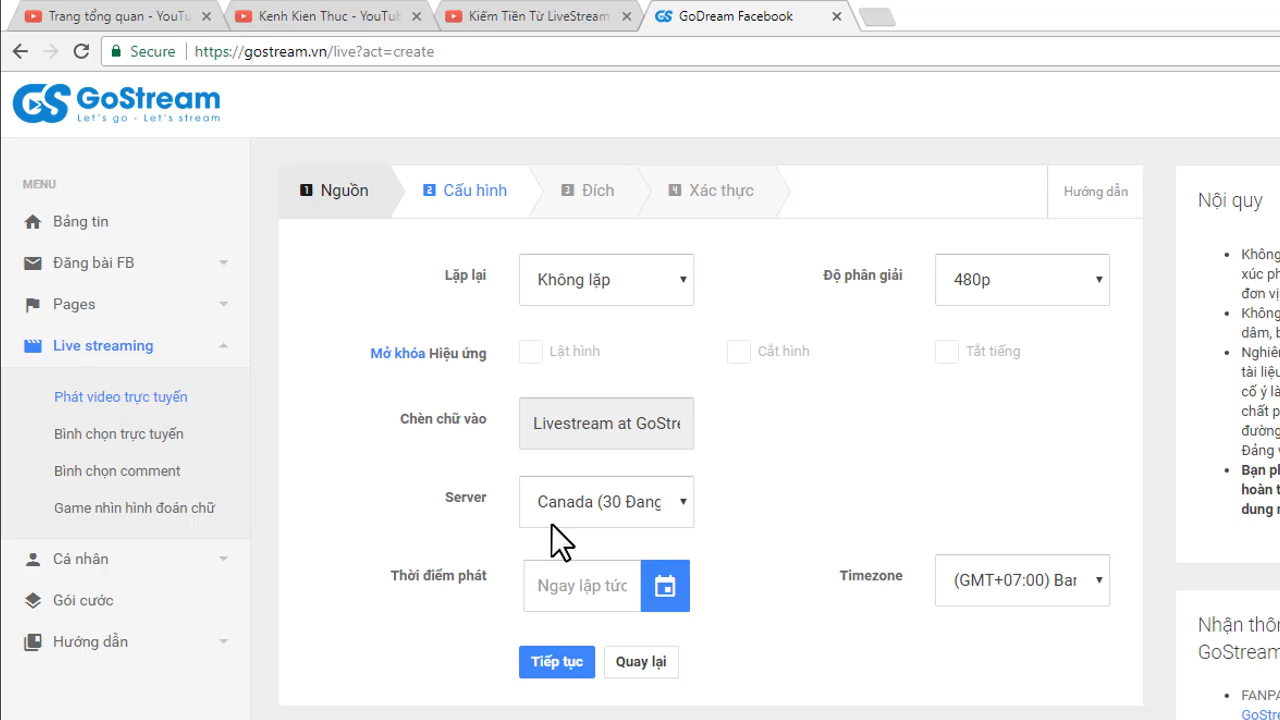 Trang tổng quan - YouTu
Kenh Kien Thuc - YouTub
Kiếm Tiền Từ LiveStream
GoDream Facebook
Secure
https://gostream.vn/live?act=create
GoStream
Let's go - Let's stream
MENU
Bảng tin
Đăng bài FB
Pages
Live streaming
Phát video trực tuyến
Bình chọn trực tuyến
Bình chọn comment
Game nhìn hình đoán chữ
Cá nhân
Gói cước
Hướng dẫn
1 Nguồn
2 Cấu hình
3 Đích
4 Xác thực
Hướng dẫn
Lặp lại
Không lặp
Độ phân giải
480p
Mở khóa Hiệu ứng
Lật hình
Cắt hình
Tắt tiếng
Chèn chữ vào
Livestream at GoStre
Server
Canada (30 Đang
Thời điểm phát
Ngay lập tức
Timezone
(GMT+07:00) Bar
Tiếp tục
Quay lại
Nội quy
Không
xúc ph
đơn vị
Không
dâm, b
Nghiêm
tài liệu
cố ý là
chất p
đường
Đảng v
Bạn ph
hoàn t
dung n
Nhận thôn
GoStream
FANPA
GoStre